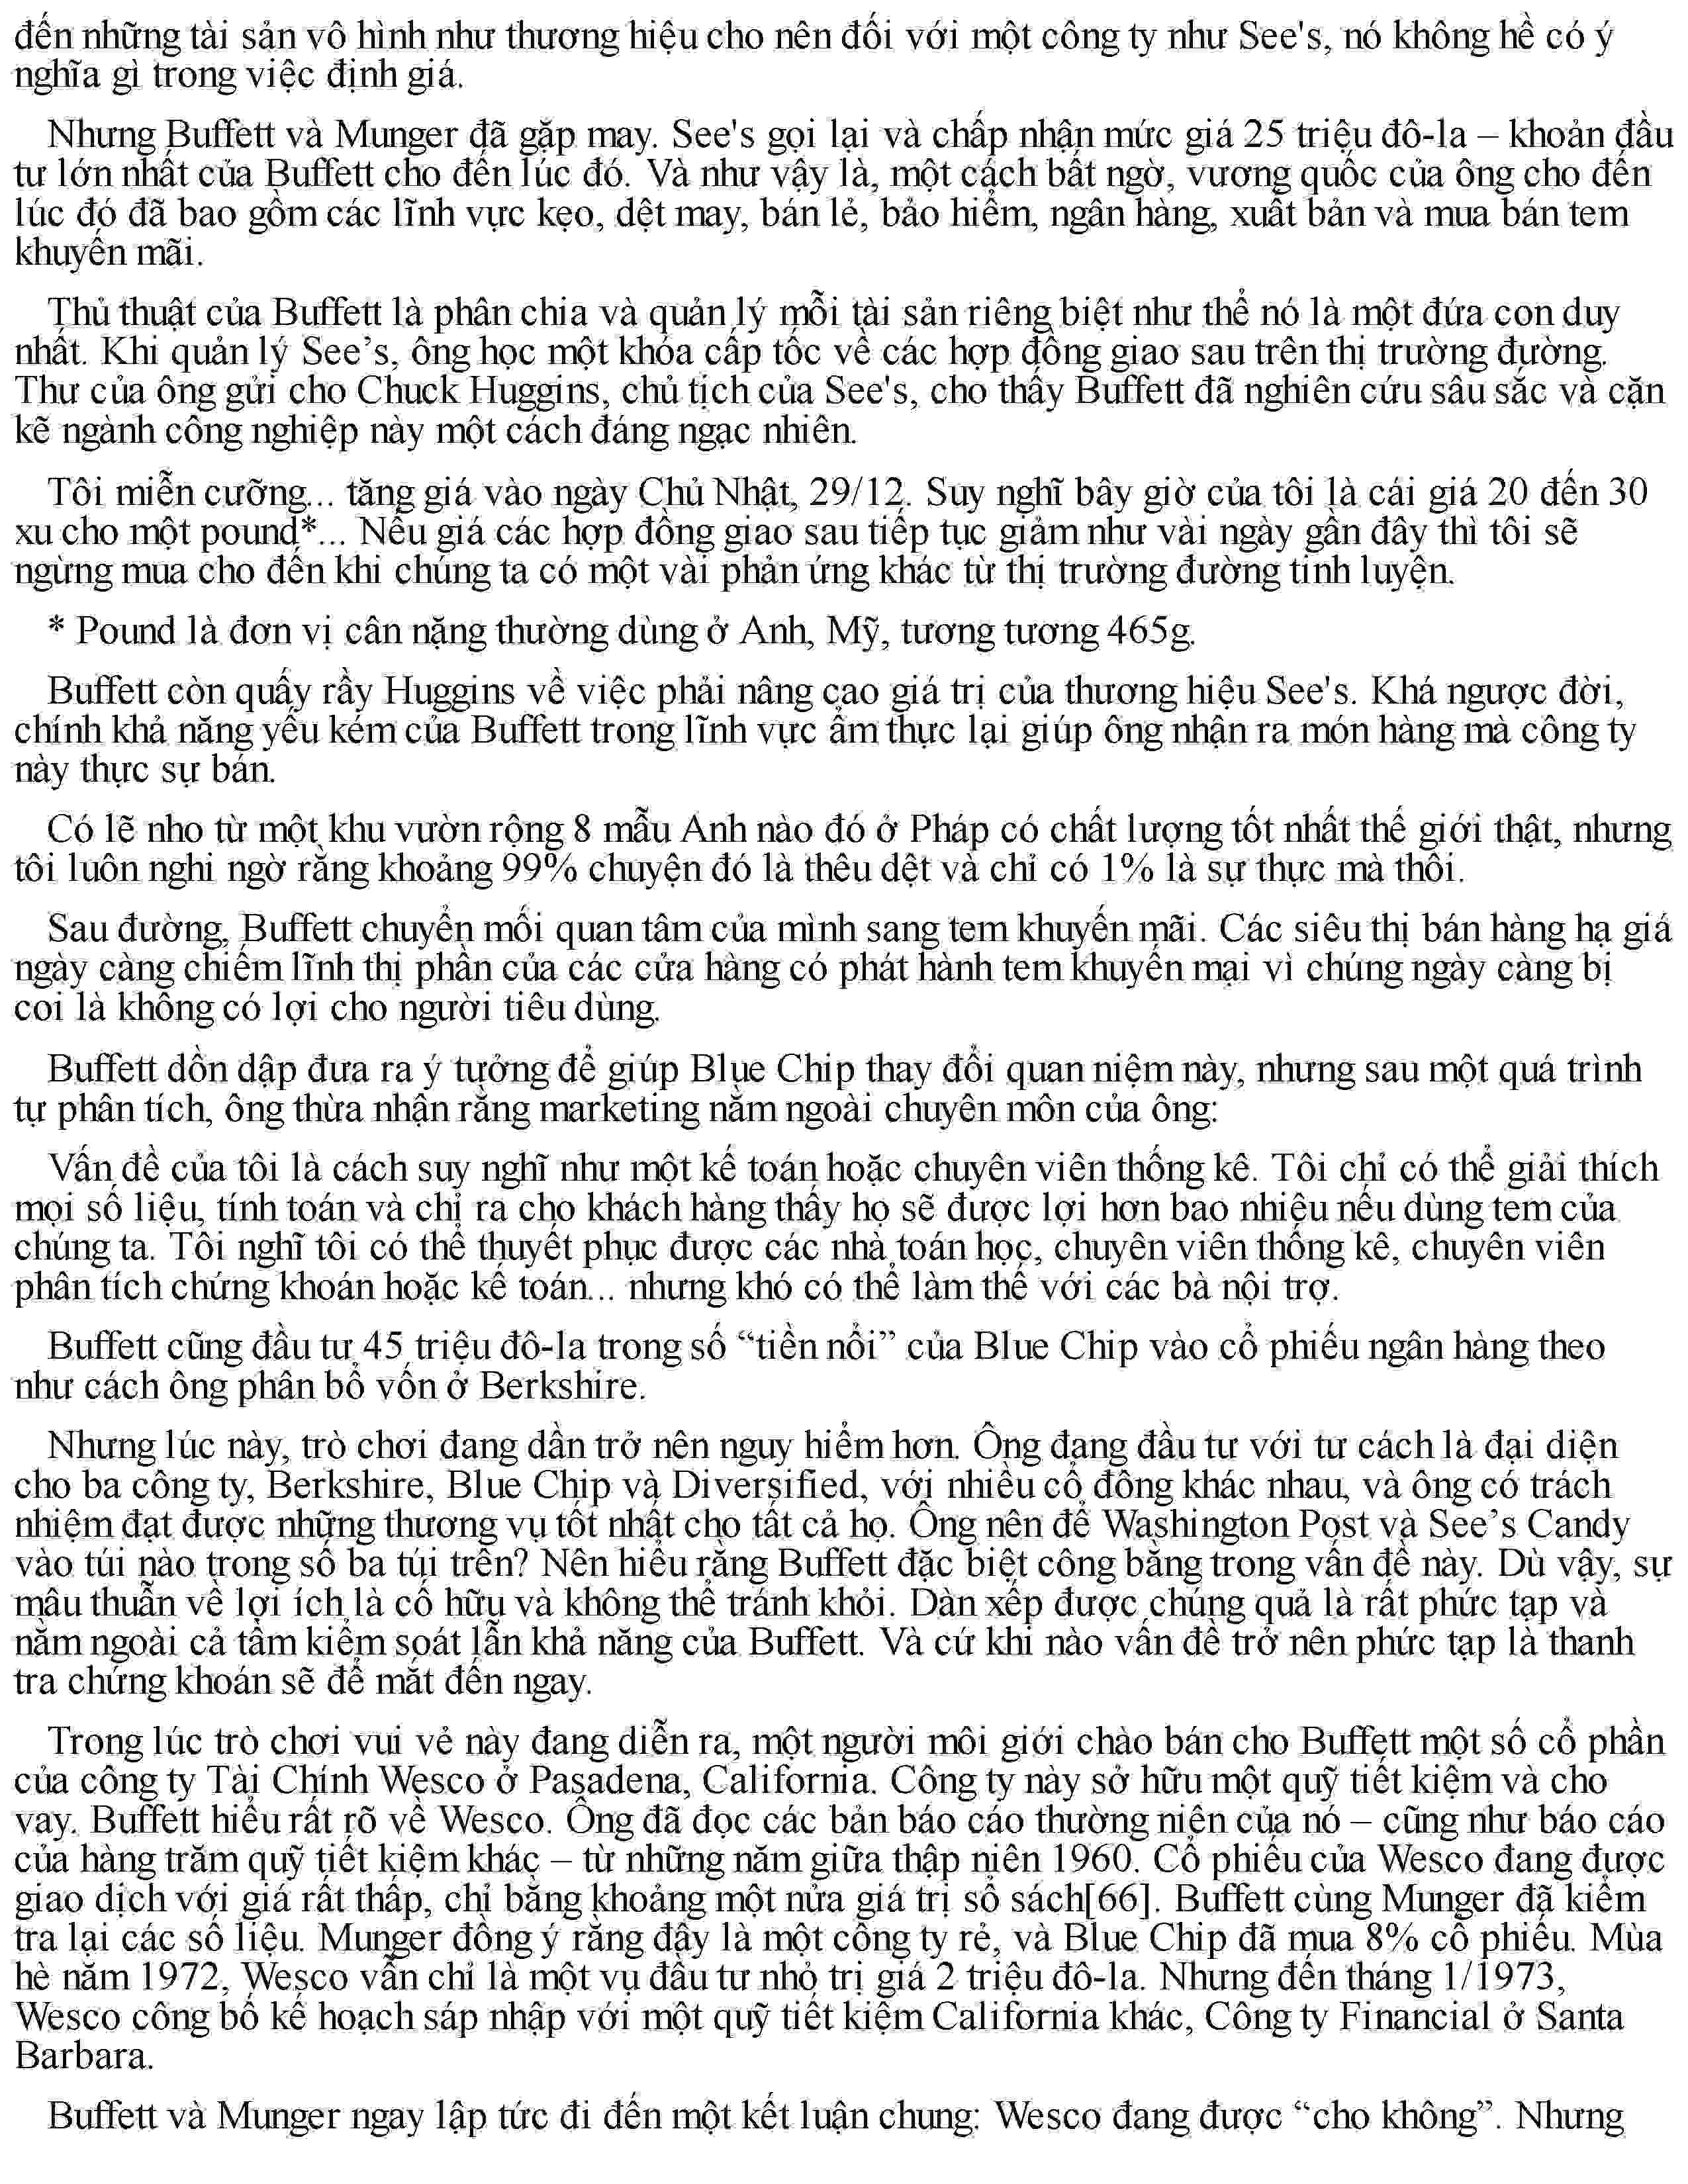 đến những tài sản vô hình như thương hiệu cho nên đối với một công ty như See's, nó không hề có ý
nghĩa gì trong việc định giá.
Nhưng Buffett và Munger đã gặp may. See's gọi lại và chấp nhận mức giá 25 triệu đô-la – khoản đầu
tư lớn nhất của Buffett cho đến lúc đó. Và như vậy là, một cách bất ngờ, vương quốc của ông cho đến
lúc đó đã bao gồm các lĩnh vực kẹo, dệt may, bán lẻ, bảo hiểm, ngân hàng, xuất bản và mua bán tem
khuyến mãi.
Thủ thuật của Buffett là phân chia và quản lý mỗi tài sản riêng biệt như thể nó là một đứa con duy
nhất. Khi quản lý See’s, ông học một khóa cấp tốc về các hợp đồng giao sau trên thị trường đường.
Thư của ông gửi cho Chuck Huggins, chủ tịch của See's, cho thấy Buffett đã nghiên cứu sâu sắc và cặn
kẽ ngành công nghiệp này một cách đáng ngạc nhiên.
Tôi miễn cưỡng... tăng giá vào ngày Chủ Nhật, 29/12. Suy nghĩ bây giờ của tôi là cái giá 20 đến 30
xu cho một pound*... Nếu giá các hợp đồng giao sau tiếp tục giảm như vài ngày gần đây thì tôi sẽ
ngừng mua cho đến khi chúng ta có một vài phản ứng khác từ thị trường đường tinh luyện.
* Pound là đơn vị cân nặng thường dùng ở Anh, Mỹ, tương tương 465g.
Buffett còn quấy rầy Huggins về việc phải nâng cao giá trị của thương hiệu See's. Khá ngược đời,
chính khả năng yếu kém của Buffett trong lĩnh vực ẩm thực lại giúp ông nhận ra món hàng mà công ty
này thực sự bán.
Có lẽ nho từ một khu vườn rộng 8 mẫu Anh nào đó ở Pháp có chất lượng tốt nhất thế giới thật, nhưng
tôi luôn nghi ngờ rằng khoảng 99% chuyện đó là thêu dệt và chỉ có 1% là sự thực mà thôi.
Sau đường, Buffett chuyển mối quan tâm của mình sang tem khuyến mãi. Các siêu thị bán hàng hạ giá
ngày càng chiếm lĩnh thị phần của các cửa hàng có phát hành tem khuyến mại vì chúng ngày càng bị
coi là không có lợi cho người tiêu dùng.
Buffett dồn dập đưa ra ý tưởng để giúp Blue Chip thay đổi quan niệm này, nhưng sau một quá trình
tự phân tích, ông thừa nhận rằng marketing nằm ngoài chuyên môn của ông:
Vấn đề của tôi là cách suy nghĩ như một kế toán hoặc chuyên viên thống kê. Tôi chỉ có thể giải thích
mọi số liệu, tính toán và chỉ ra cho khách hàng thấy họ sẽ được lợi hơn bao nhiêu nếu dùng tem của
chúng ta. Tôi nghĩ tôi có thể thuyết phục được các nhà toán học, chuyên viên thống kê, chuyên viên
phân tích chứng khoán hoặc kế toán... nhưng khó có thể làm thế với các bà nội trợ.
Buffett cũng đầu tư 45 triệu đô-la trong số “tiền nổi” của Blue Chip vào cổ phiếu ngân hàng theo
như cách ông phân bổ vốn ở Berkshire.
Nhưng lúc này, trò chơi đang dần trở nên nguy hiểm hơn. Ông đang đầu tư với tư cách là đại diện
cho ba công ty, Berkshire, Blue Chip và Diversified, với nhiều cổ đông khác nhau, và ông có trách
nhiệm đạt được những thương vụ tốt nhất cho tất cả họ. Ông nên để Washington Post và See’s Candy
vào túi nào trong số ba túi trên? Nên hiểu rằng Buffett đặc biệt công bằng trong vấn đề này. Dù vậy, sự
mâu thuẫn về lợi ích là cố hữu và không thể tránh khỏi. Dàn xếp được chúng quả là rất phức tạp và
nằm ngoài cả tầm kiểm soát lẫn khả năng của Buffett. Và cứ khi nào vấn đề trở nên phức tạp là thanh
tra chứng khoán sẽ để mắt đến ngay.
Trong lúc trò chơi vui vẻ này đang diễn ra, một người môi giới chào bán cho Buffett một số cổ phần
của công ty Tài Chính Wesco ở Pasadena, California. Công ty này sở hữu một quỹ tiết kiệm và cho
vay. Buffett hiểu rất rõ về Wesco. Ông đã đọc các bản báo cáo thường niên của nó – cũng như báo cáo
của hàng trăm quỹ tiết kiệm khác – từ những năm giữa thập niên 1960. Cổ phiếu của Wesco đang được
giao dịch với giá rất thấp, chỉ bằng khoảng một nửa giá trị sổ sách[66]. Buffett cùng Munger đã kiểm
tra lại các số liệu. Munger đồng ý rằng đây là một công ty rẻ, và Blue Chip đã mua 8% cổ phiếu. Mùa
hè năm 1972, Wesco vẫn chỉ là một vụ đầu tư nhỏ trị giá 2 triệu đô-la. Nhưng đến tháng 1/1973,
Wesco công bố kế hoạch sáp nhập với một quỹ tiết kiệm California khác, Công ty Financial ở Santa
Barbara.
Buffett và Munger ngay lập tức đi đến một kết luận chung: Wesco đang được “cho không”. Nhưng